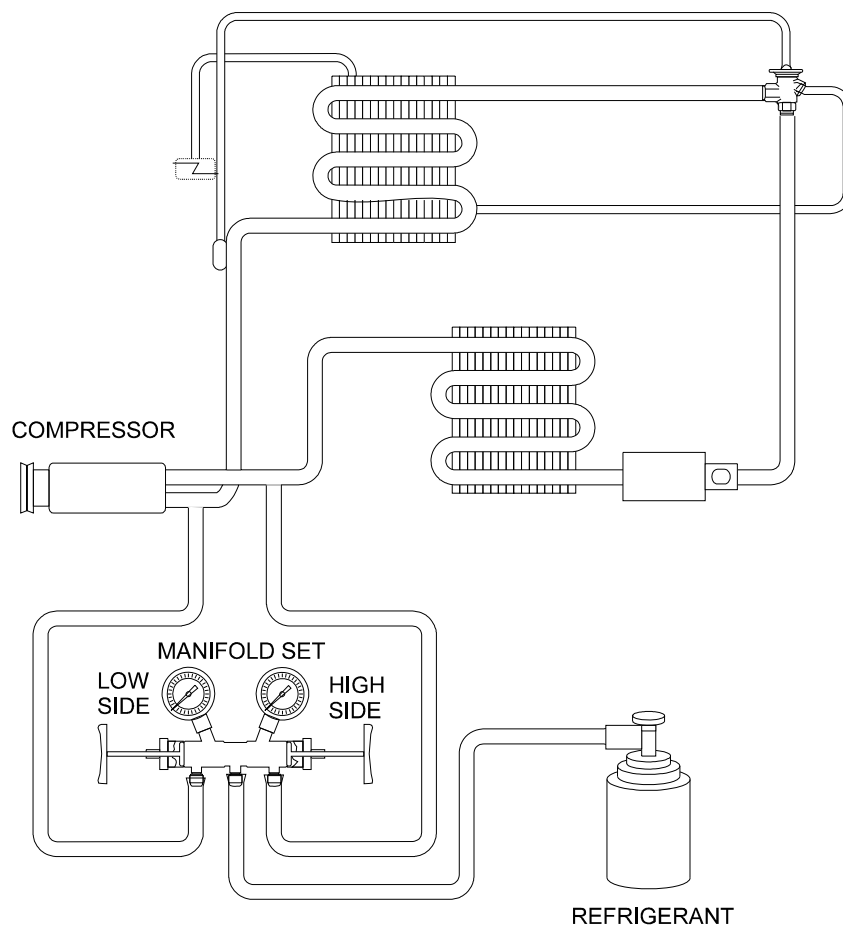 COMPRESSOR
MANIFOLD SET
LOW
SIDE
HIGH
SIDE
REFRIGERANT